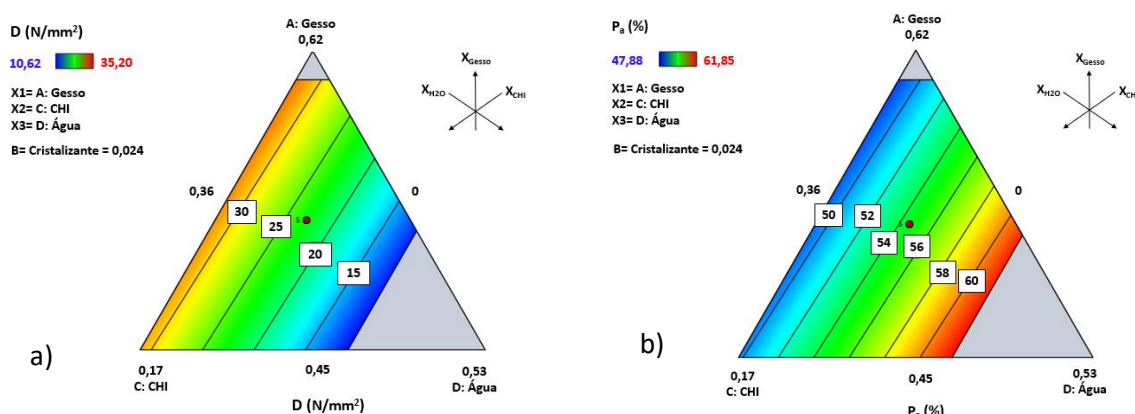 D (N/mm²)
10,62 35,20
X1= A: Gesso
X2= C: CHI
X3= D: Água
B= Cristalizante = 0,024
A: Gesso
0,62
X_Gesso
X_H2O X_CHI
0,36
0
30
25
5
20
15
a)
0,17
C: CHI
0,45
0,53
D: Água
D (N/mm²)
P_a (%)
47,88 61,85
X1= A: Gesso
X2= C: CHI
X3= D: Água
B= Cristalizante = 0,024
A: Gesso
0,62
X_Gesso
X_H2O X_CH
0,36
0
50
52
54
56
58
60
b)
0,17
C: CHI
0,45
0,53
D: Água
P_a (%)